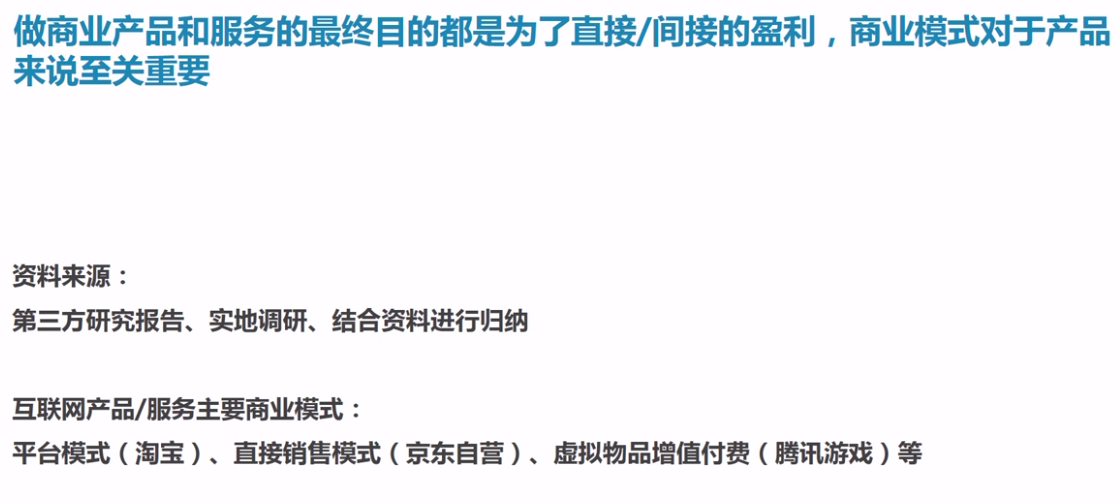 做商业产品和服务的最终目的都是为了直接/间接的盈利，商业模式对于产品
来说至关重要
资料来源：
第三方研究报告、实地调研、结合资料进行归纳
互联网产品/服务主要商业模式：
平台模式（淘宝）、直接销售模式（京东自营）、虚拟物品增值付费（腾讯游戏）等